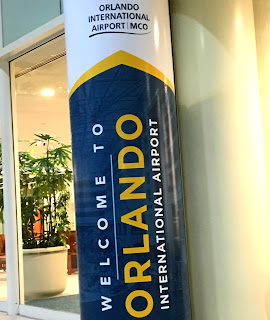 ORLANDO
INTERNATIONAL
AIRPORT | MCO
WELCOME TO
ORLANDO
INTERNATIONAL AIRPORT